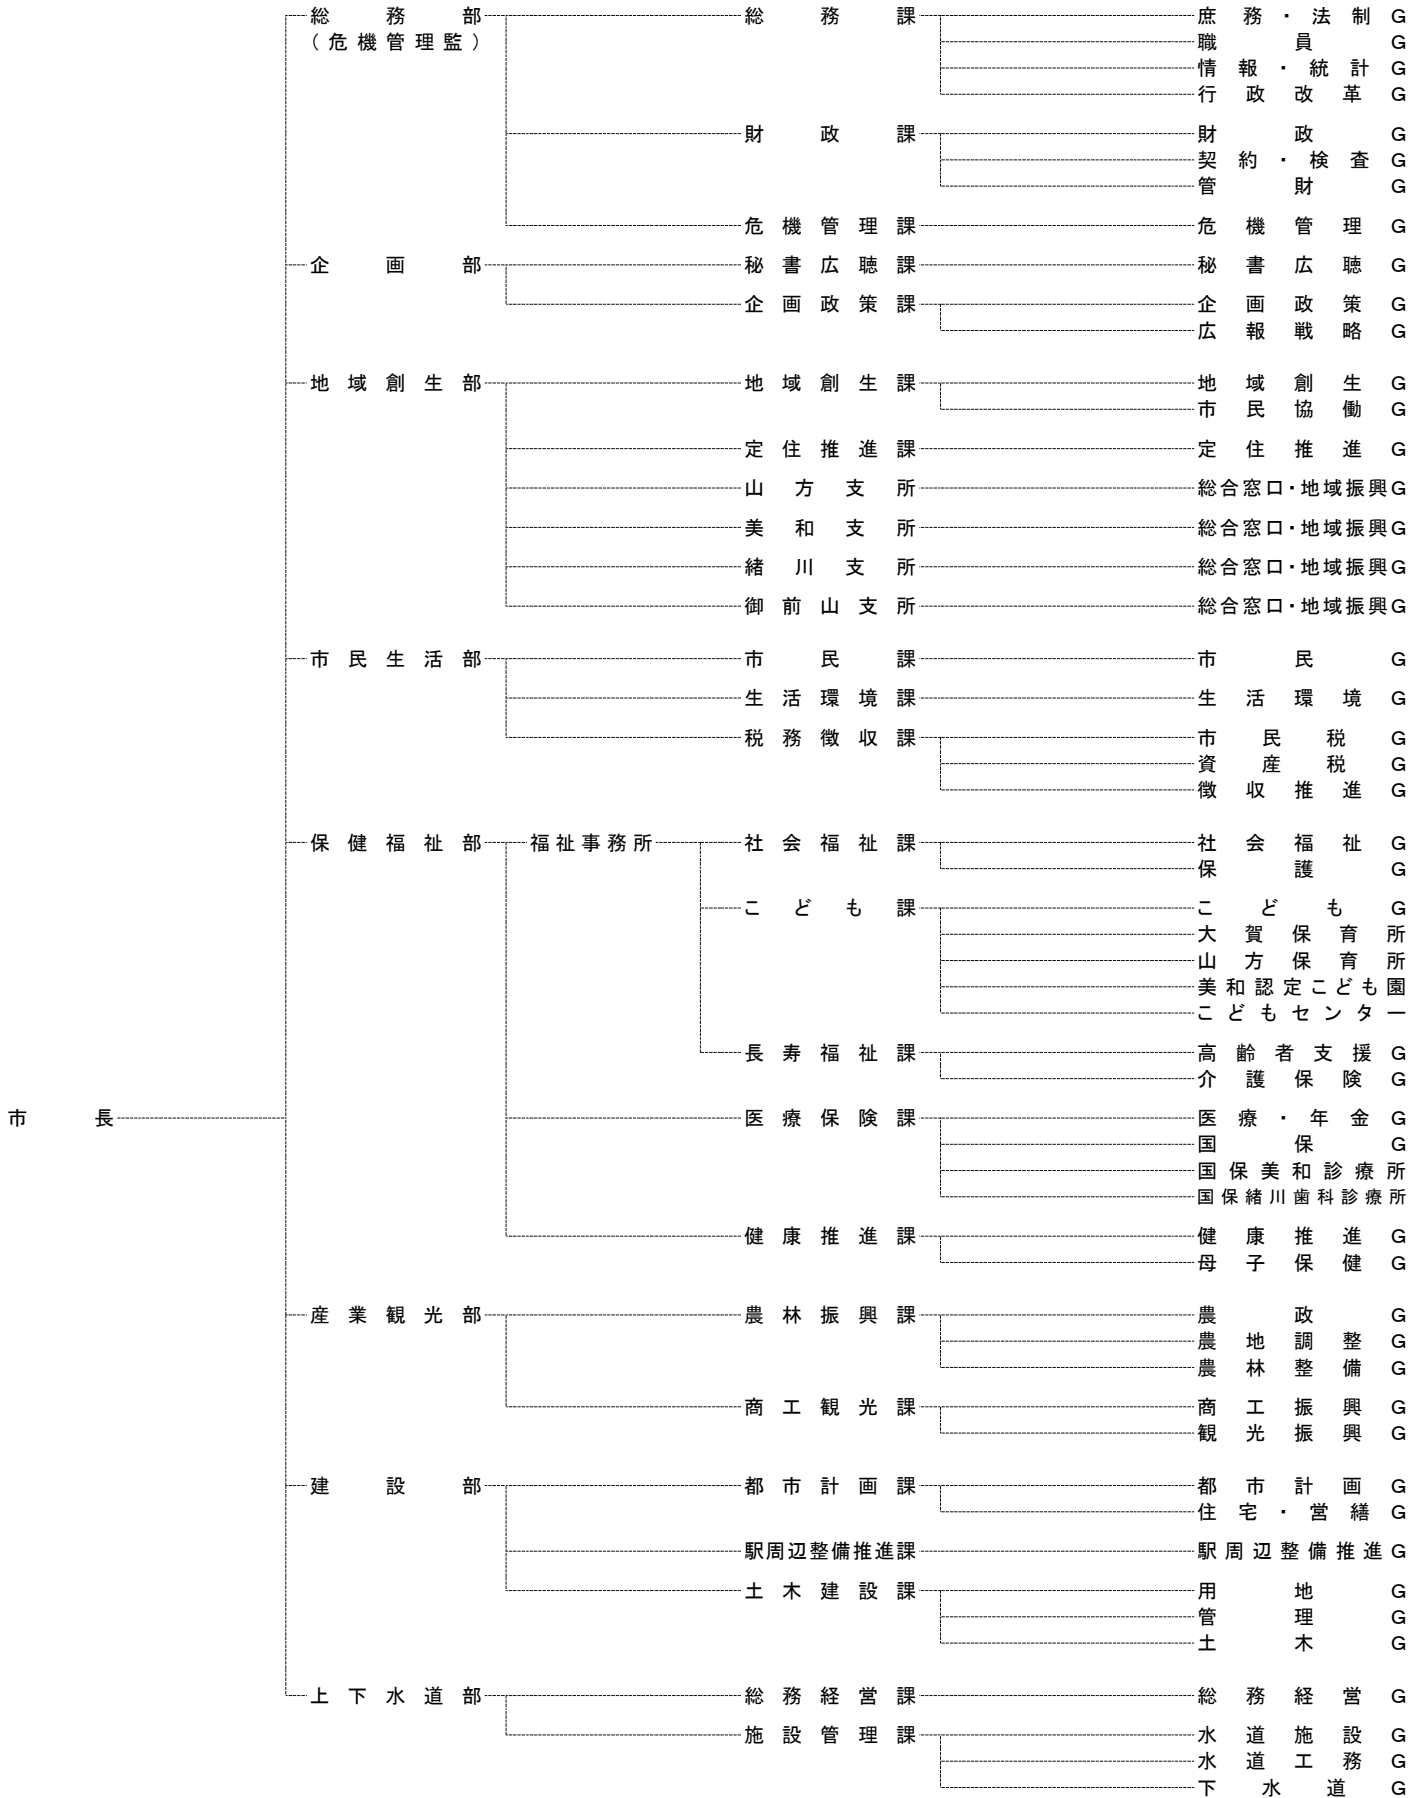 総務部 総務課 庶務・法制G
(危機管理監) 職員G
情報・統計G
行政改革G
財政課 財政G
契約・検査G
管財G
危機管理課 危機管理G
企画部 秘書広聴課 秘書広聴G
企画政策課 企画政策G
広報戦略G
地域創生部 地域創生課 地域創生G
市民協働G
定住推進課 定住推進G
山方支所 総合窓口・地域振興G
美和支所 総合窓口・地域振興G
緒川支所 総合窓口・地域振興G
御前山支所 総合窓口・地域振興G
市民生活部 市民課 市民G
生活環境課 生活環境G
税務徴収課 市民税G
資産税G
徴収推進G
保健福祉部 福祉事務所 社会福祉課 社会福祉G
保護G
こども課 こどもG
大賀保育所
山方保育所
美和認定こども園
こどもセンター
長寿福祉課 高齢者支援G
介護保険G
市長 医療保険課 医療・年金G
国保G
国保美和診療所
国保緒川歯科診療所
健康推進課 健康推進G
母子保健G
産業観光部 農林振興課 農政G
農地調整G
農林整備G
商工観光課 商工振興G
観光振興G
建設部 都市計画課 都市計画G
住宅・営繕G
駅周辺整備推進課 駅周辺整備推進G
土木建設課 用地G
管理G
土木G
上下水道部 総務経営課 総務経営G
施設管理課 水道施設G
水道工務G
下水道G